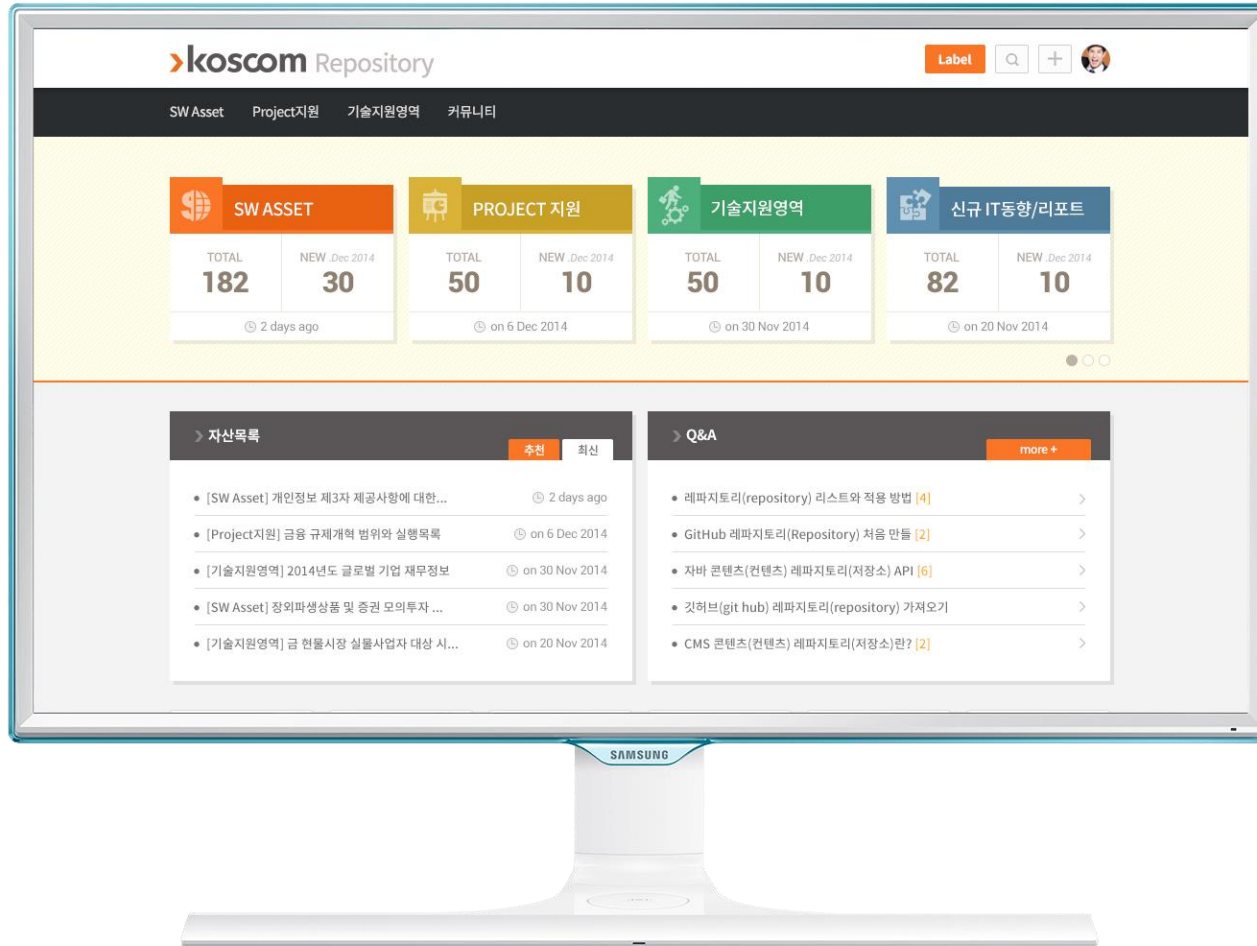 koscom Repository
Label
SW Asset Project지원 기술지원영역 커뮤니티
SW ASSET
TOTAL
182
NEW .Dec 2014
30
2 days ago
PROJECT 지원
TOTAL
50
NEW .Dec 2014
10
on 6 Dec 2014
기술지원영역
TOTAL
50
NEW .Dec 2014
10
on 30 Nov 2014
신규 IT동향/리포트
TOTAL
82
NEW .Dec 2014
10
on 20 Nov 2014
자산목록
추천 최신
[SW Asset] 개인정보 제3자 제공사항에 대한... 2 days ago
[Project지원] 금융 규제개혁 범위와 실행목록 on 6 Dec 2014
[기술지원영역] 2014년도 글로벌 기업 재무정보 on 30 Nov 2014
[SW Asset] 장외파생상품 및 증권 모의투자 ... on 30 Nov 2014
[기술지원영역] 금 현물시장 실물사업자 대상 시... on 20 Nov 2014
Q&A
more +
레파지토리(repository) 리스트와 적용 방법 [4]
GitHub 레파지토리(Repository) 처음 만들 [2]
자바 콘텐츠(컨텐츠) 레파지토리(저장소) API [6]
깃허브(git hub) 레파지토리(repository) 가져오기
CMS 콘텐츠(컨텐츠) 레파지토리(저장소)란? [2]
SAMSUNG